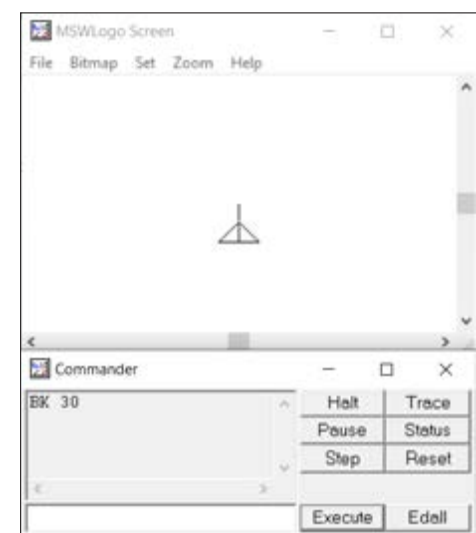 MSWLogo Screen
File Bitmap Set Zoom Help
Commander
BK 30
Halt Trace
Pause Status
Step Reset
Execute Edall